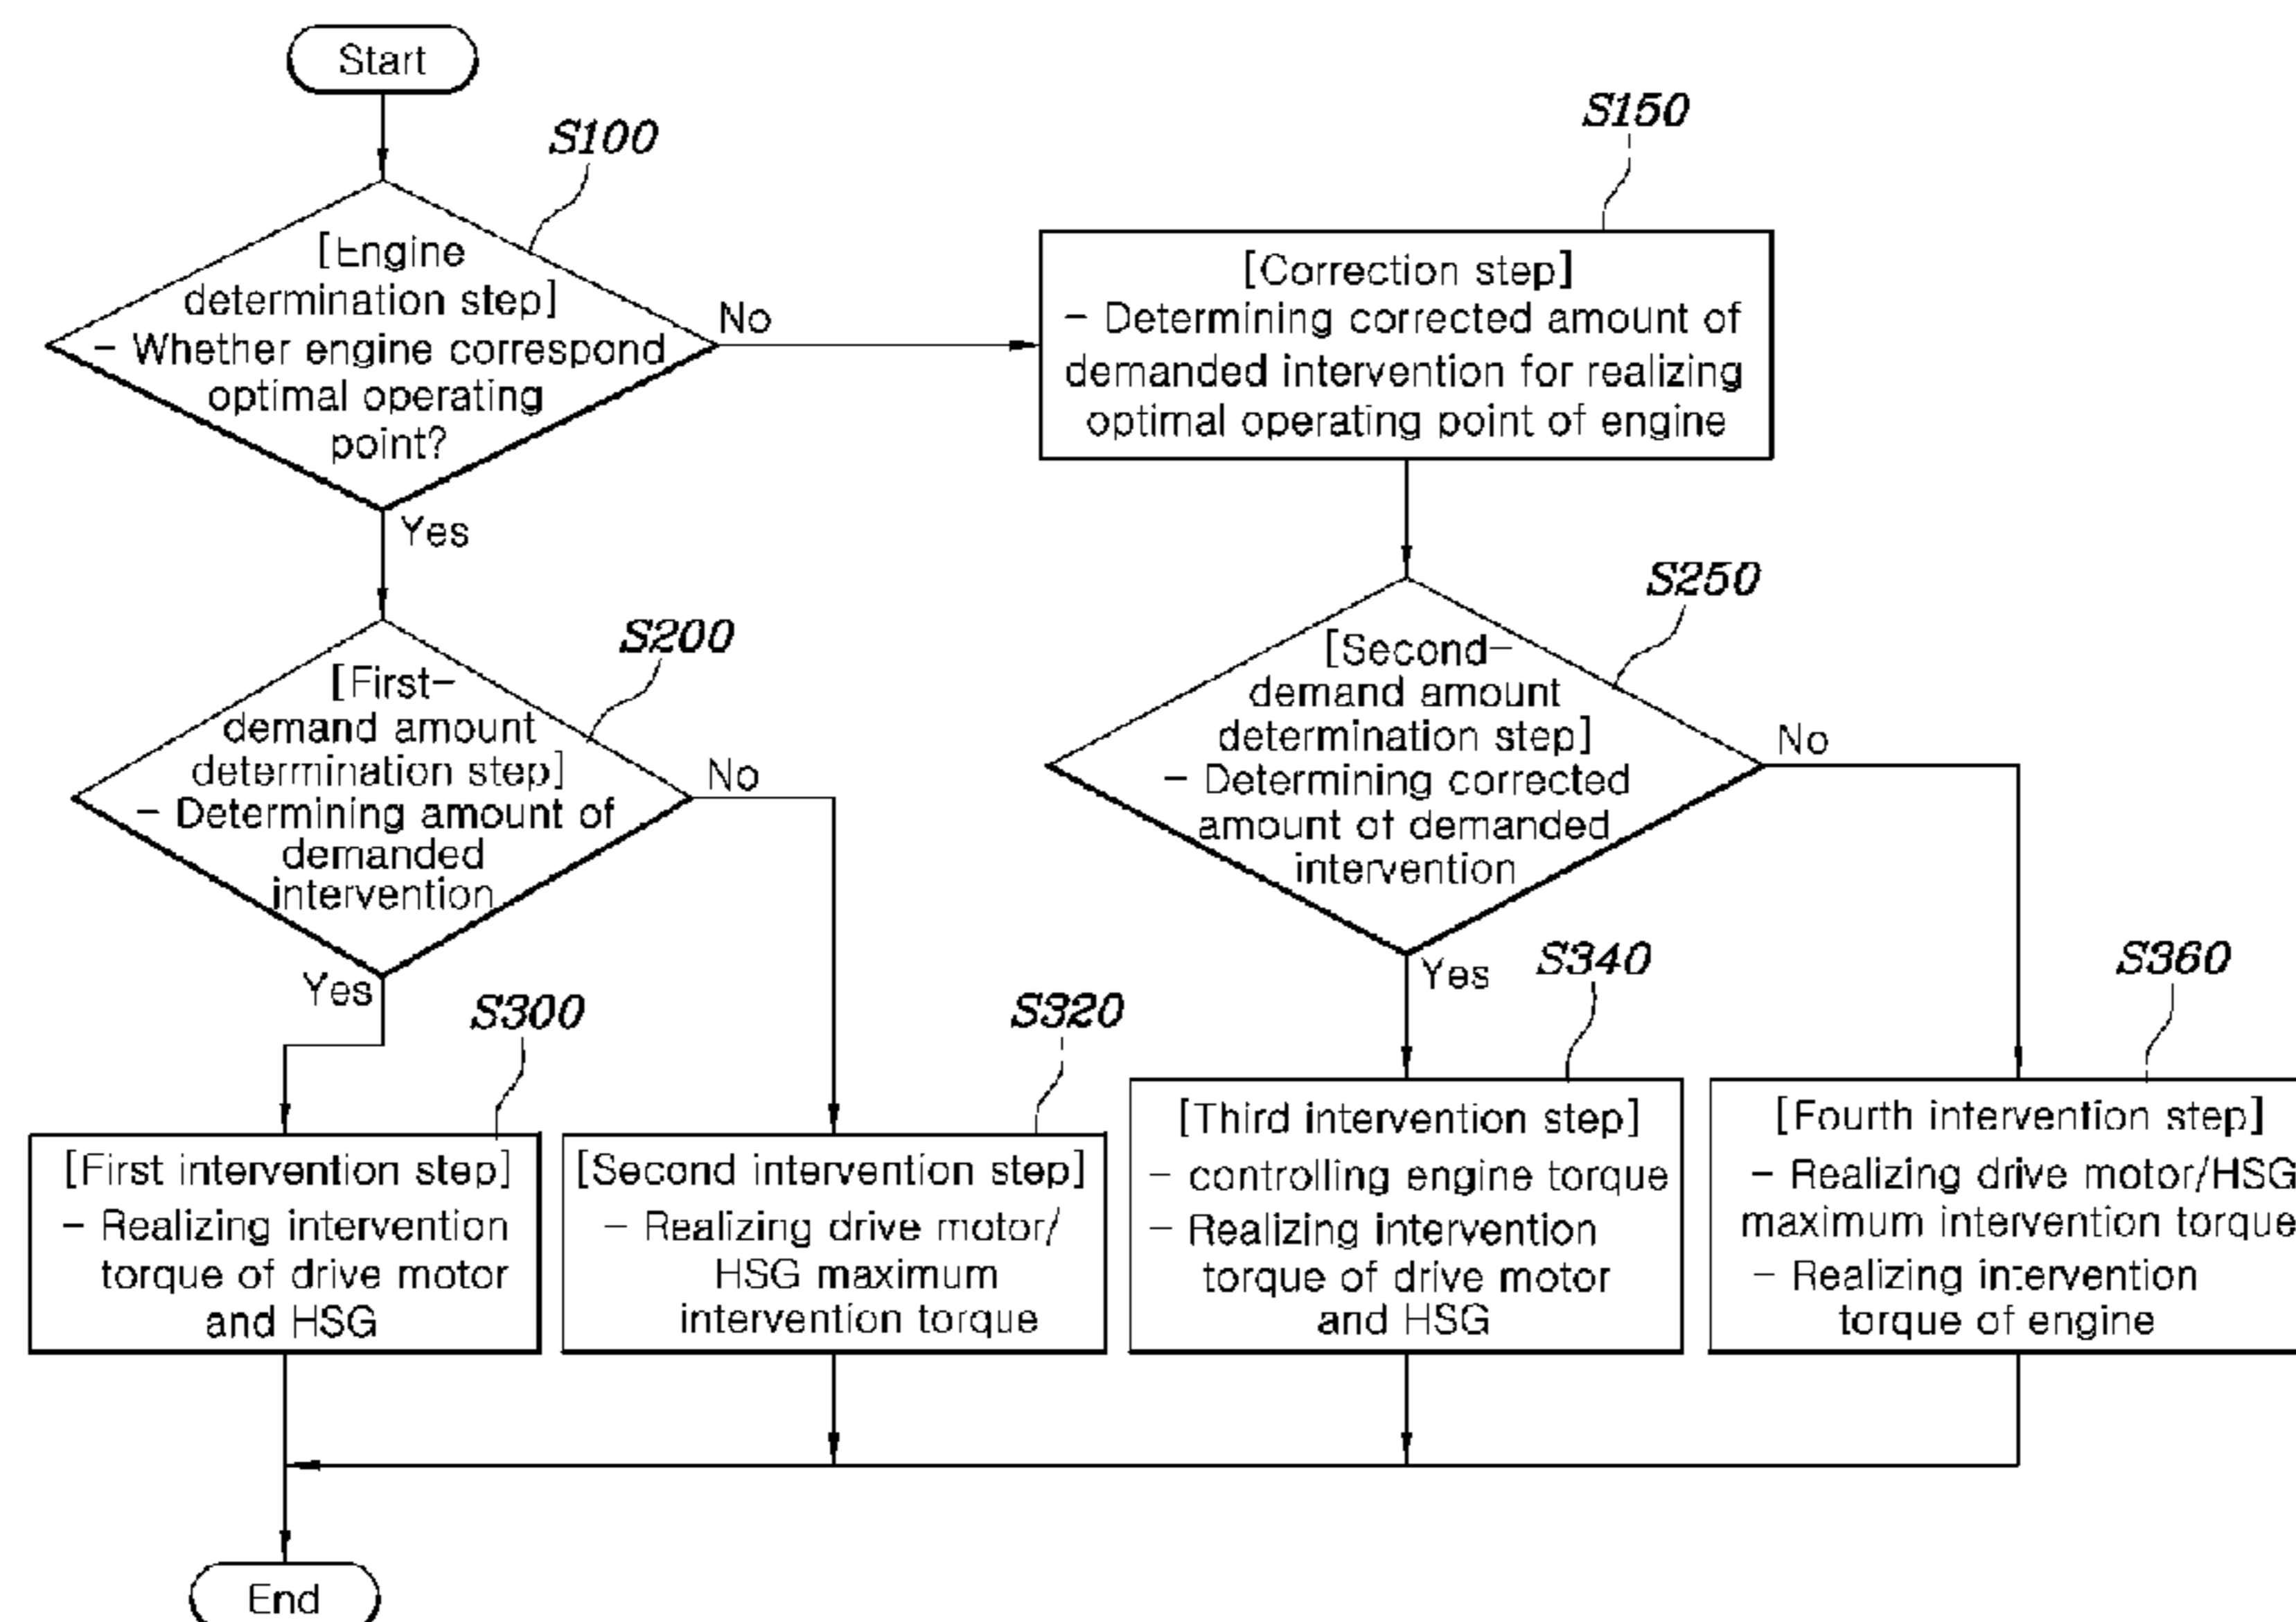 Start
S100
[Engine
determination step]
- Whether engine correspond
optimal operating
point?
No
Yes
S150
[Correction step]
- Determining corrected amount of
demanded intervention for realizing
optimal operating point of engine
S200
[First-
demand amount
determination step]
- Determining amount of
demanded
intervention
No
Yes
S250
[Second-
demand amount
determination step]
- Determining corrected
amount of demanded
intervention
No
Yes
S300
[First intervention step]
- Realizing intervention
torque of drive motor
and HSG
S320
[Second intervention step]
- Realizing drive motor/
HSG maximum
intervention torque
S340
[Third intervention step]
- controlling engine torque
- Realizing intervention
torque of drive motor
and HSG
S360
[Fourth intervention step]
- Realizing drive motor/HSG
maximum intervention torque
- Realizing intervention
torque of engine
End